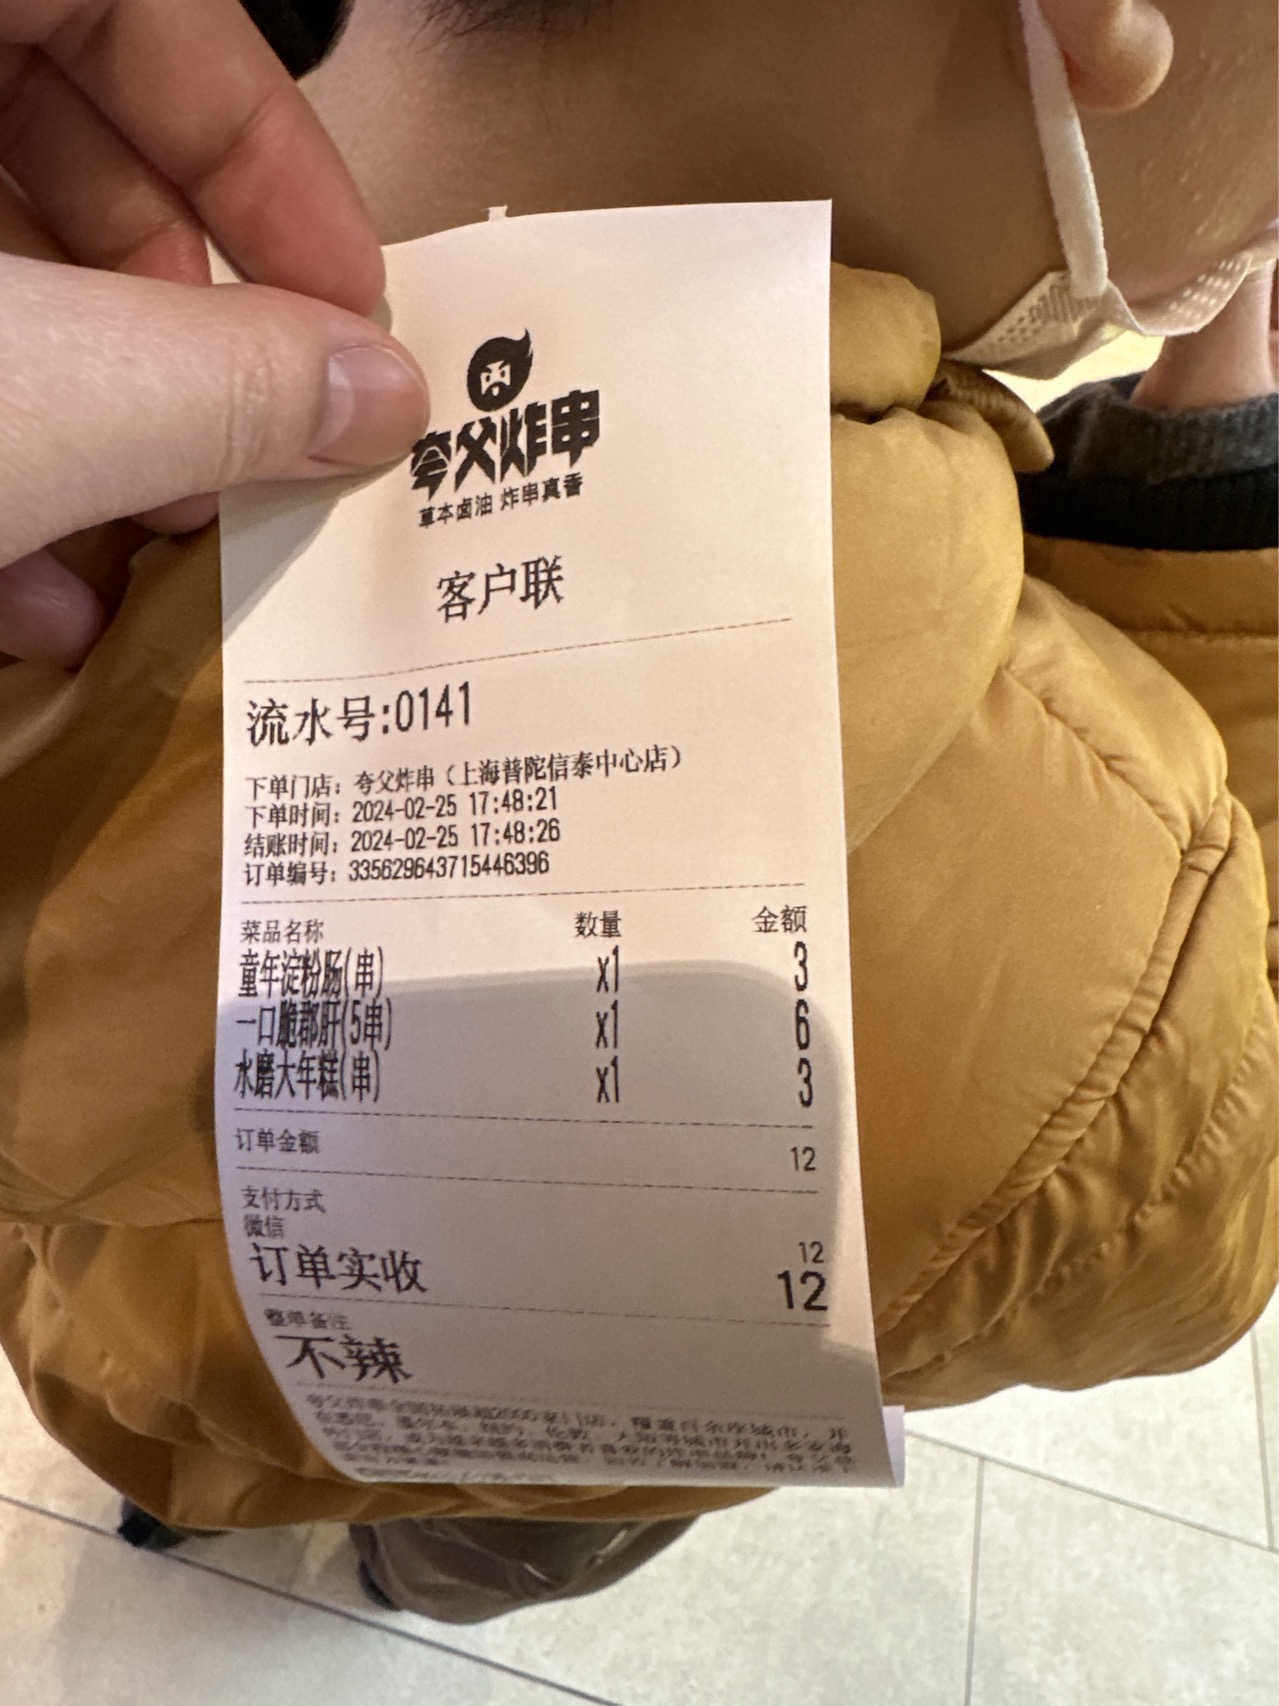 夸父炸串
草本卤油 炸串真香
客户联
流水号:0141
下单门店：夸父炸串（上海普陀信泰中心店）
下单时间：2024-02-25 17:48:21
结账时间：2024-02-25 17:48:26
订单编号：335629643715446396
菜品名称 数量 金额
童年淀粉肠(串) x1 3
一口脆郡肝(5串) x1 6
水磨大年糕(串) x1 3
订单金额 12
支付方式
微信 12
订单实收 12
整单备注
不辣